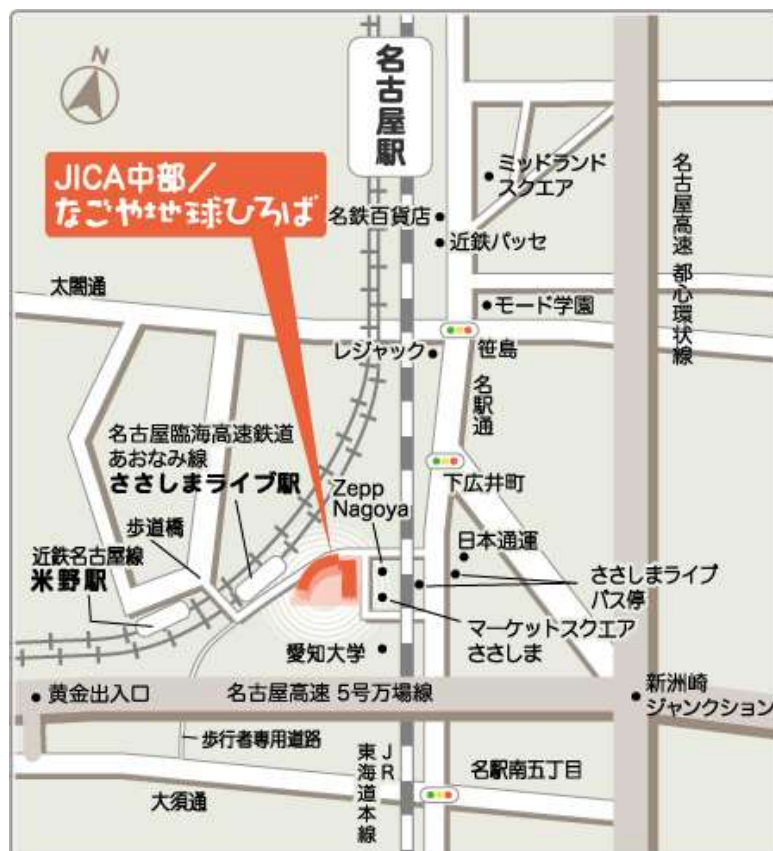 N
名古屋駅
JICA中部／
なごや地球ひろば
ミッドランド
スクエア
名鉄百貨店
近鉄パッセ
名古屋高速 都心環状線
太閤通
モード学園
レジャック
笹島
名駅通
名古屋臨海高速鉄道
あおなみ線
ささしまライブ駅
Zepp
Nagoya
下広井町
歩道橋
日本通運
近鉄名古屋線
米野駅
ささしまライブ
バス停
マーケットスクエア
ささしま
愛知大学
黄金出入口
名古屋高速 5号万場線
新洲崎
ジャンクション
歩行者専用道路
JR
東海道本線
名駅南五丁目
大須通